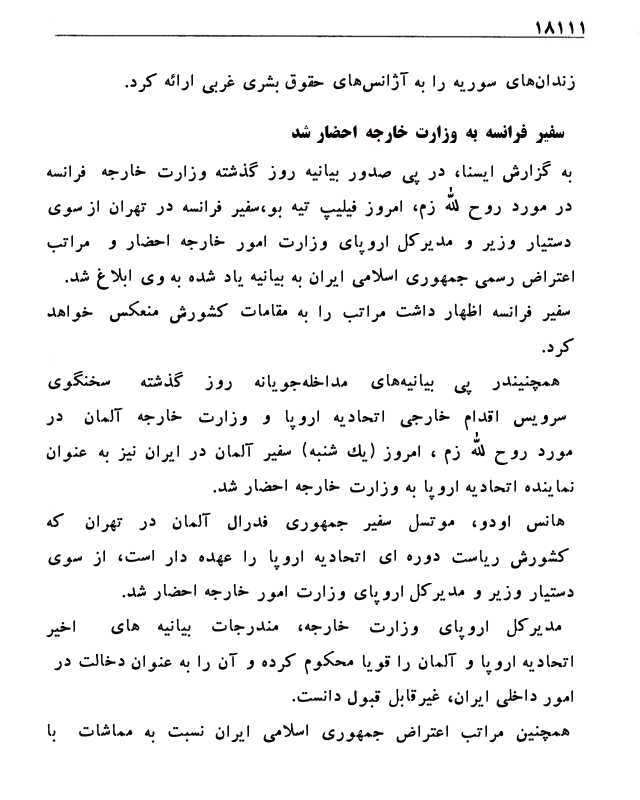 ۱۸۱۱۱
زندان‌های سوریه را به آژانس‌های حقوق بشری غربی ارائه کرد.
سفیر فرانسه به وزارت خارجه احضار شد
به گزارش ایسنا، در پی صدور بیانیه روز گذشته وزارت خارجه فرانسه
در مورد روح لله زم، امروز فیلیپ تیه بو،سفیر فرانسه در تهران از سوی
دستیار وزیر و مدیرکل اروپای وزارت امور خارجه احضار و مراتب
اعتراض رسمی جمهوری اسلامی ایران به بیانیه یاد شده به وی ابلاغ شد.
سفیر فرانسه اظهار داشت مراتب را به مقامات کشورش منعکس خواهد
کرد.
همچنیندر پی بیانیه‌های مداخله‌جویانه روز گذشته سخنگوی
سرویس اقدام خارجی اتحادیه اروپا و وزارت خارجه آلمان در
مورد روح لله زم ، امروز (یك شنبه) سفیر آلمان در ایران نیز به عنوان
نماینده اتحادیه اروپا به وزارت خارجه احضار شد.
هانس اودو، موتسل سفیر جمهوری فدرال آلمان در تهران که
کشورش ریاست دوره ای اتحادیه اروپا را عهده دار است، از سوی
دستیار وزیر و مدیرکل اروپای وزارت امور خارجه احضار شد.
مدیرکل اروپای وزارت خارجه، مندرجات بیانیه های اخیر
اتحادیه اروپا و آلمان را قویا محکوم کرده و آن را به عنوان دخالت در
امور داخلی ایران، غیرقابل قبول دانست.
همچنین مراتب اعتراض جمهوری اسلامی ایران نسبت به مماشات با